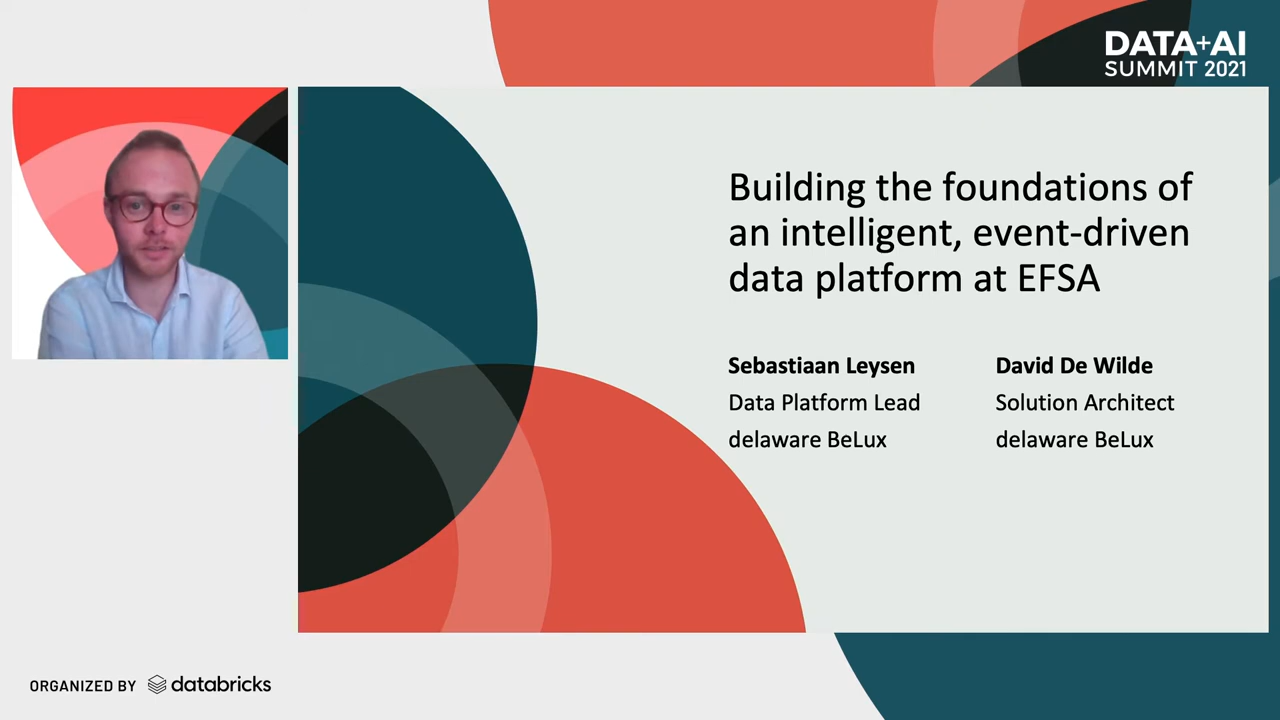 DATA+AI
SUMMIT 2021
Building the foundations of
an intelligent, event-driven
data platform at EFSA
Sebastiaan Leysen
Data Platform Lead
delaware BeLux
David De Wilde
Solution Architect
delaware BeLux
ORGANIZED BY databricks